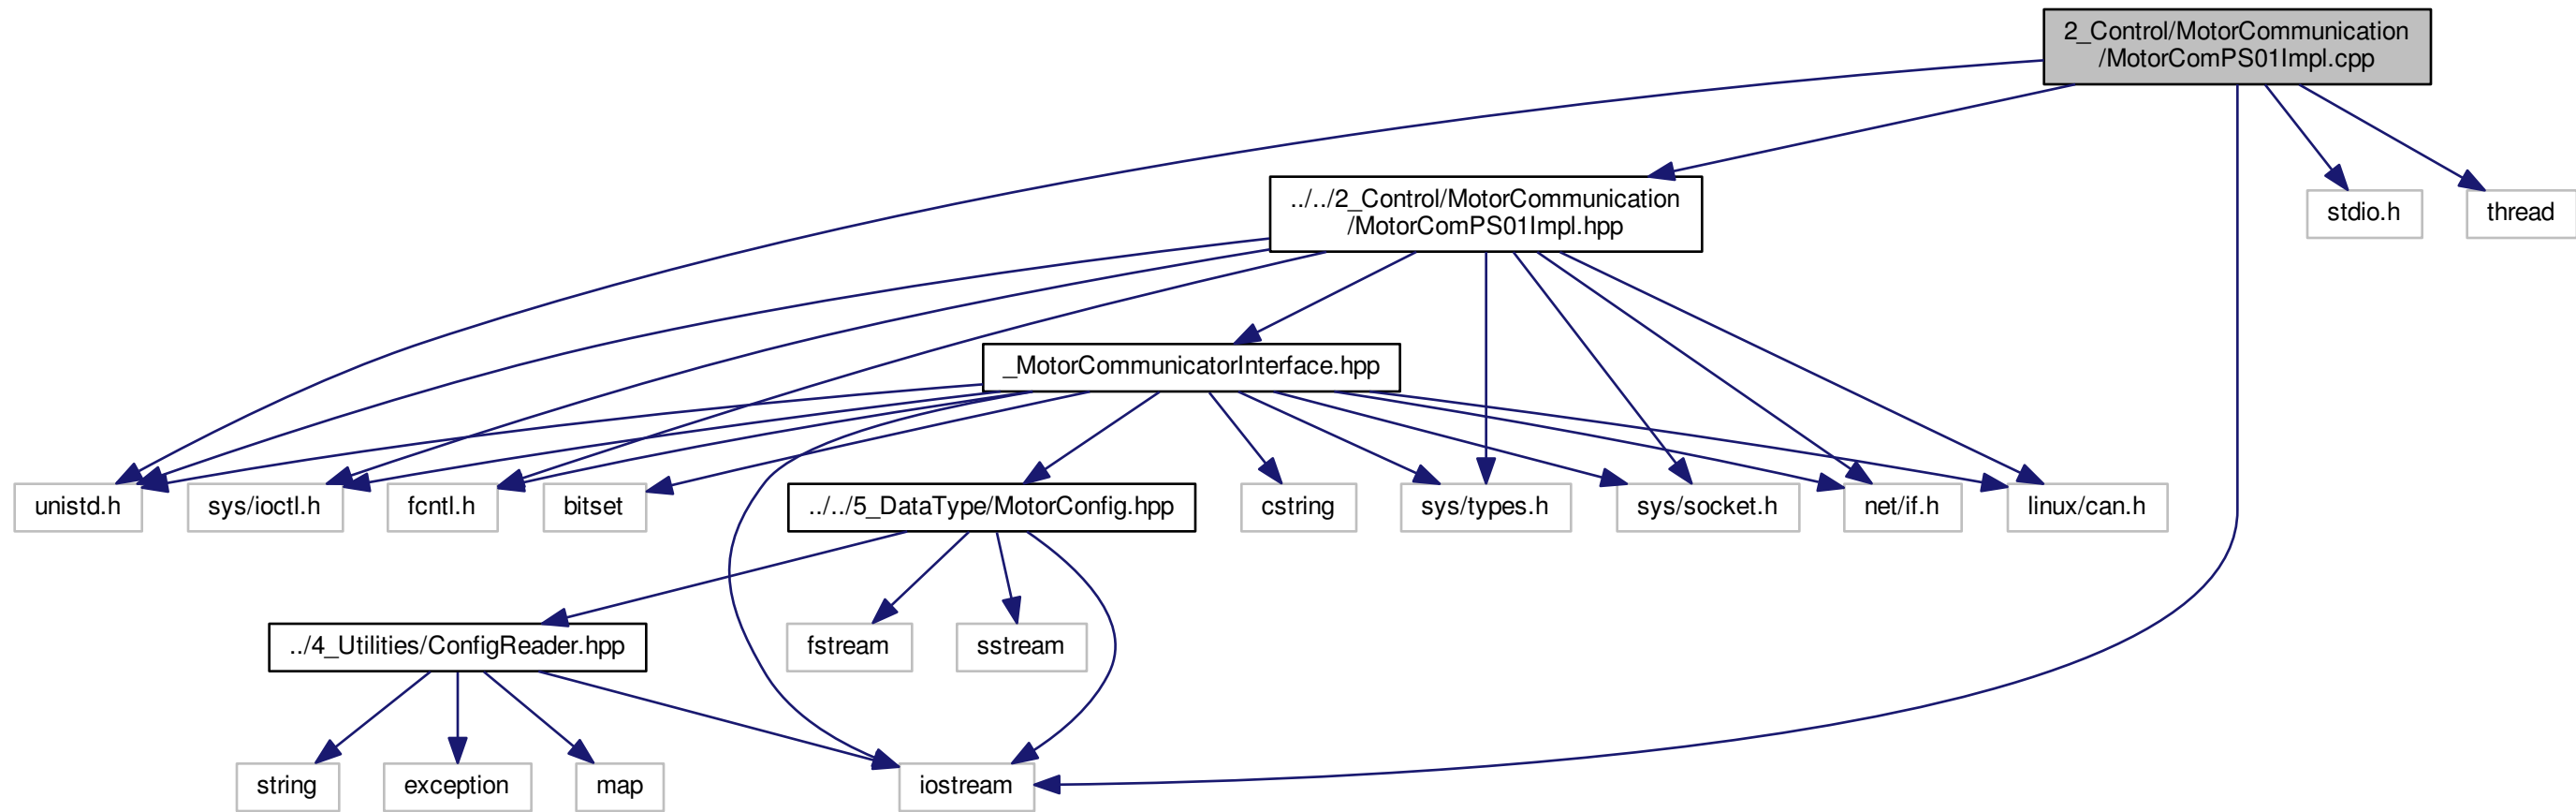 2_Control/MotorCommunication
/MotorComPS01Impl.cpp
../../2_Control/MotorCommunication
/MotorComPS01Impl.hpp
stdio.h
thread
_MotorCommunicatorInterface.hpp
unistd.h
sys/ioctl.h
fcntl.h
bitset
../../5_DataType/MotorConfig.hpp
cstring
sys/types.h
sys/socket.h
net/if.h
linux/can.h
../4_Utilities/ConfigReader.hpp
fstream
sstream
string
exception
map
iostream